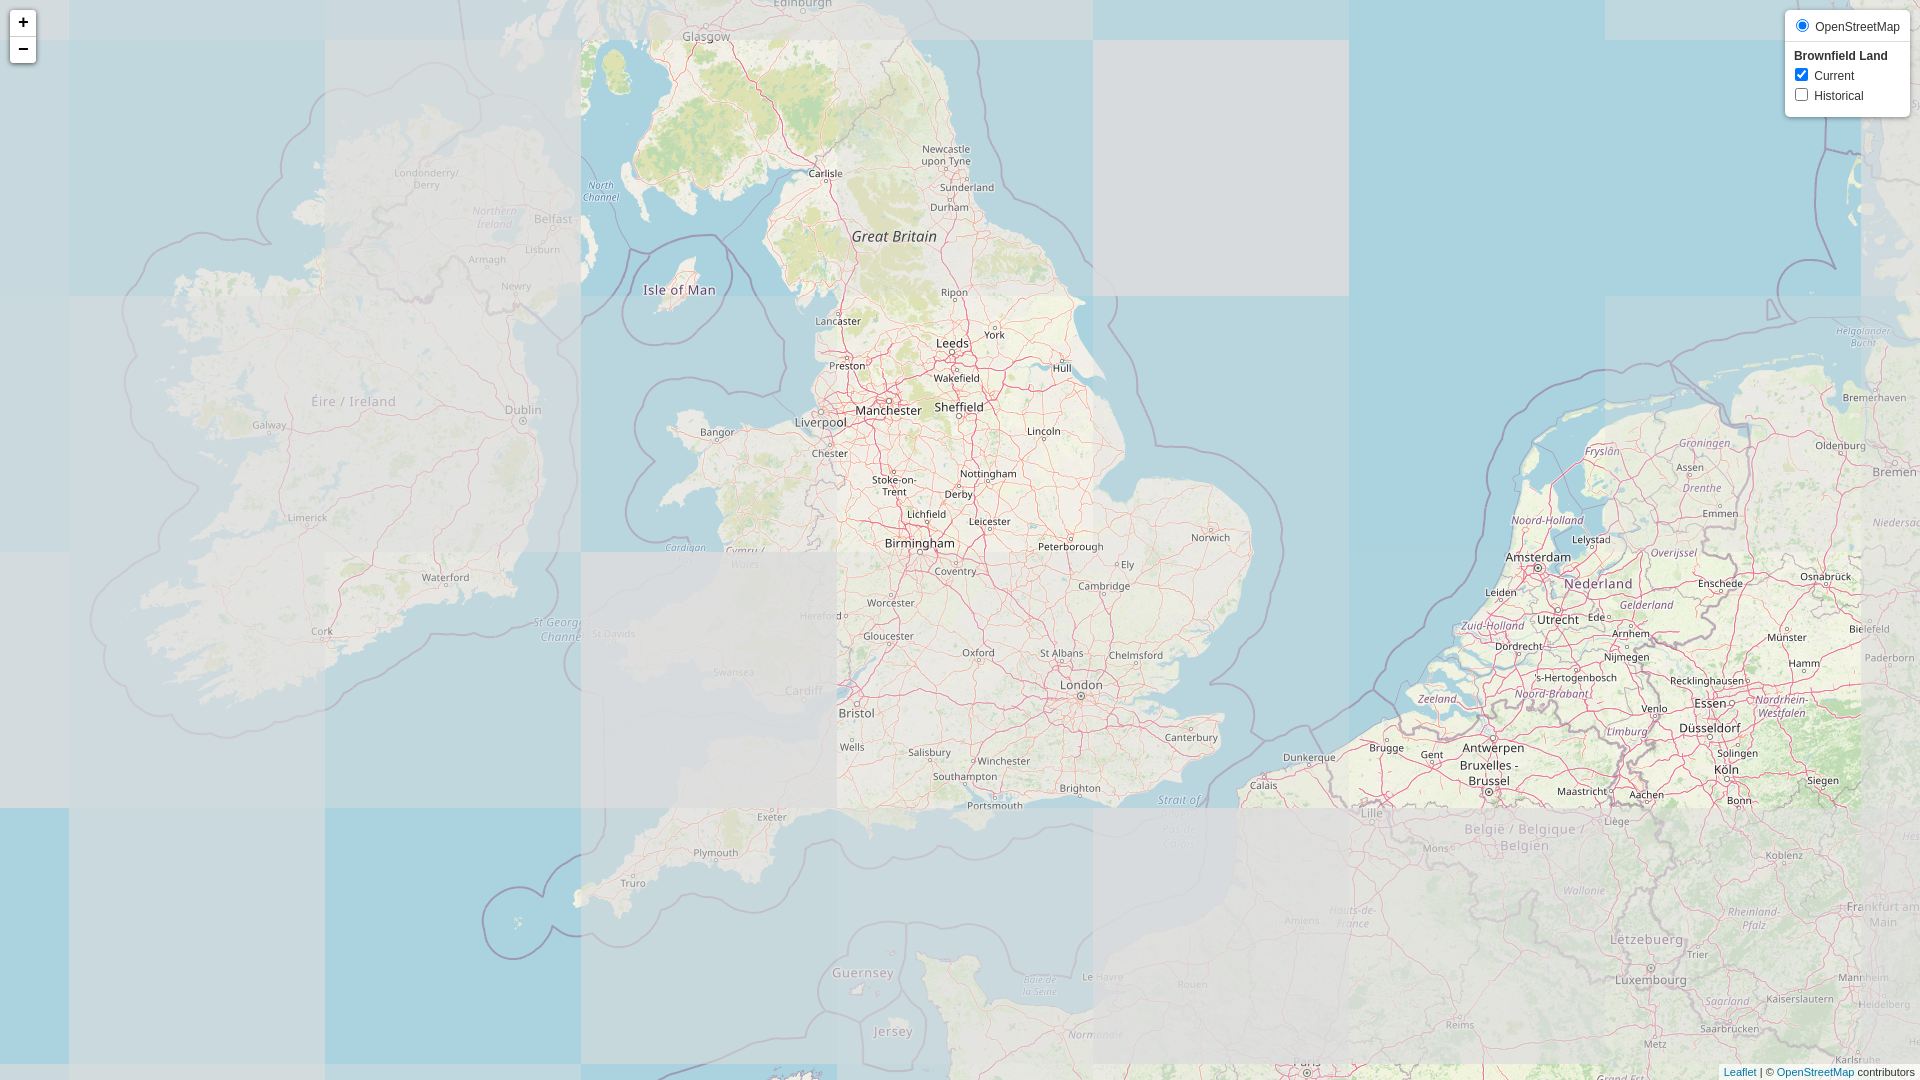 +
−
OpenStreetMap
Brownfield Land
Current
Historical
Edinburgh
Glasgow
Londonderry/
Derry
North
Channel
Northern
Ireland
Belfast
Lisburn
Armagh
Newry
Carlisle
Newcastle
upon Tyne
Sunderland
Durham
Great Britain
Isle of Man
Ripon
Lancaster
York
Leeds
Preston
Wakefield
Hull
Manchester
Sheffield
Liverpool
Bangor
Lincoln
Chester
Éire / Ireland
Dublin
Galway
Limerick
Waterford
Cork
St George
Channe
Nottingham
Stoke-on-
Trent
Derby
Lichfield
Leicester
Birmingham
Peterborough
Norwich
Cardigan
Cymru /
Wales
Coventry
Ely
Cambridge
Worcester
Hereford
St Davids
Gloucester
Oxford
St Albans
Chelmsford
Swansea
Cardiff
London
Bristol
Wells
Salisbury
Winchester
Canterbury
Southampton
Portsmouth
Brighton
Strait of
Exeter
Plymouth
Truro
Guernsey
Jersey
Baie de
la Seine
Le Havre
Rouen
Normandie
Amiens
Hauts-de-
France
Paris
Reims
Metz
Dunkerque
Calais
Lille
Brugge
Gent
Antwerpen
Bruxelles -
Brussel
België / Belgique /
Belgien
Mons
Wallonie
Liège
Maastricht
Aachen
Limburg
Zeeland
Noord-Brabant
's-Hertogenbosch
Dordrecht
Zuid-Holland
Leiden
Amsterdam
Noord-Holland
Lelystad
Nederland
Utrecht
Ede
Gelderland
Arnhem
Nijmegen
Overijssel
Enschede
Emmen
Drenthe
Assen
Groningen
Fryslân
Helgoländer
Bucht
Bremerhaven
Oldenburg
Bremen
Niedersac
Osnabrück
Münster
Bielefeld
Paderborn
Hamm
Recklinghausen
Essen
Nordrhein-
Westfalen
Venlo
Düsseldorf
Solingen
Köln
Siegen
Bonn
Koblenz
Hes
Rheinland-
Pfalz
Frankfurt am
Main
Lëtzebuerg
Luxembourg
Trier
Mannheim
Saarland
Kaiserslautern
Heidelberg
Saarbrücken
Karlsruhe
Grand Est
Leaflet | © OpenStreetMap contributors